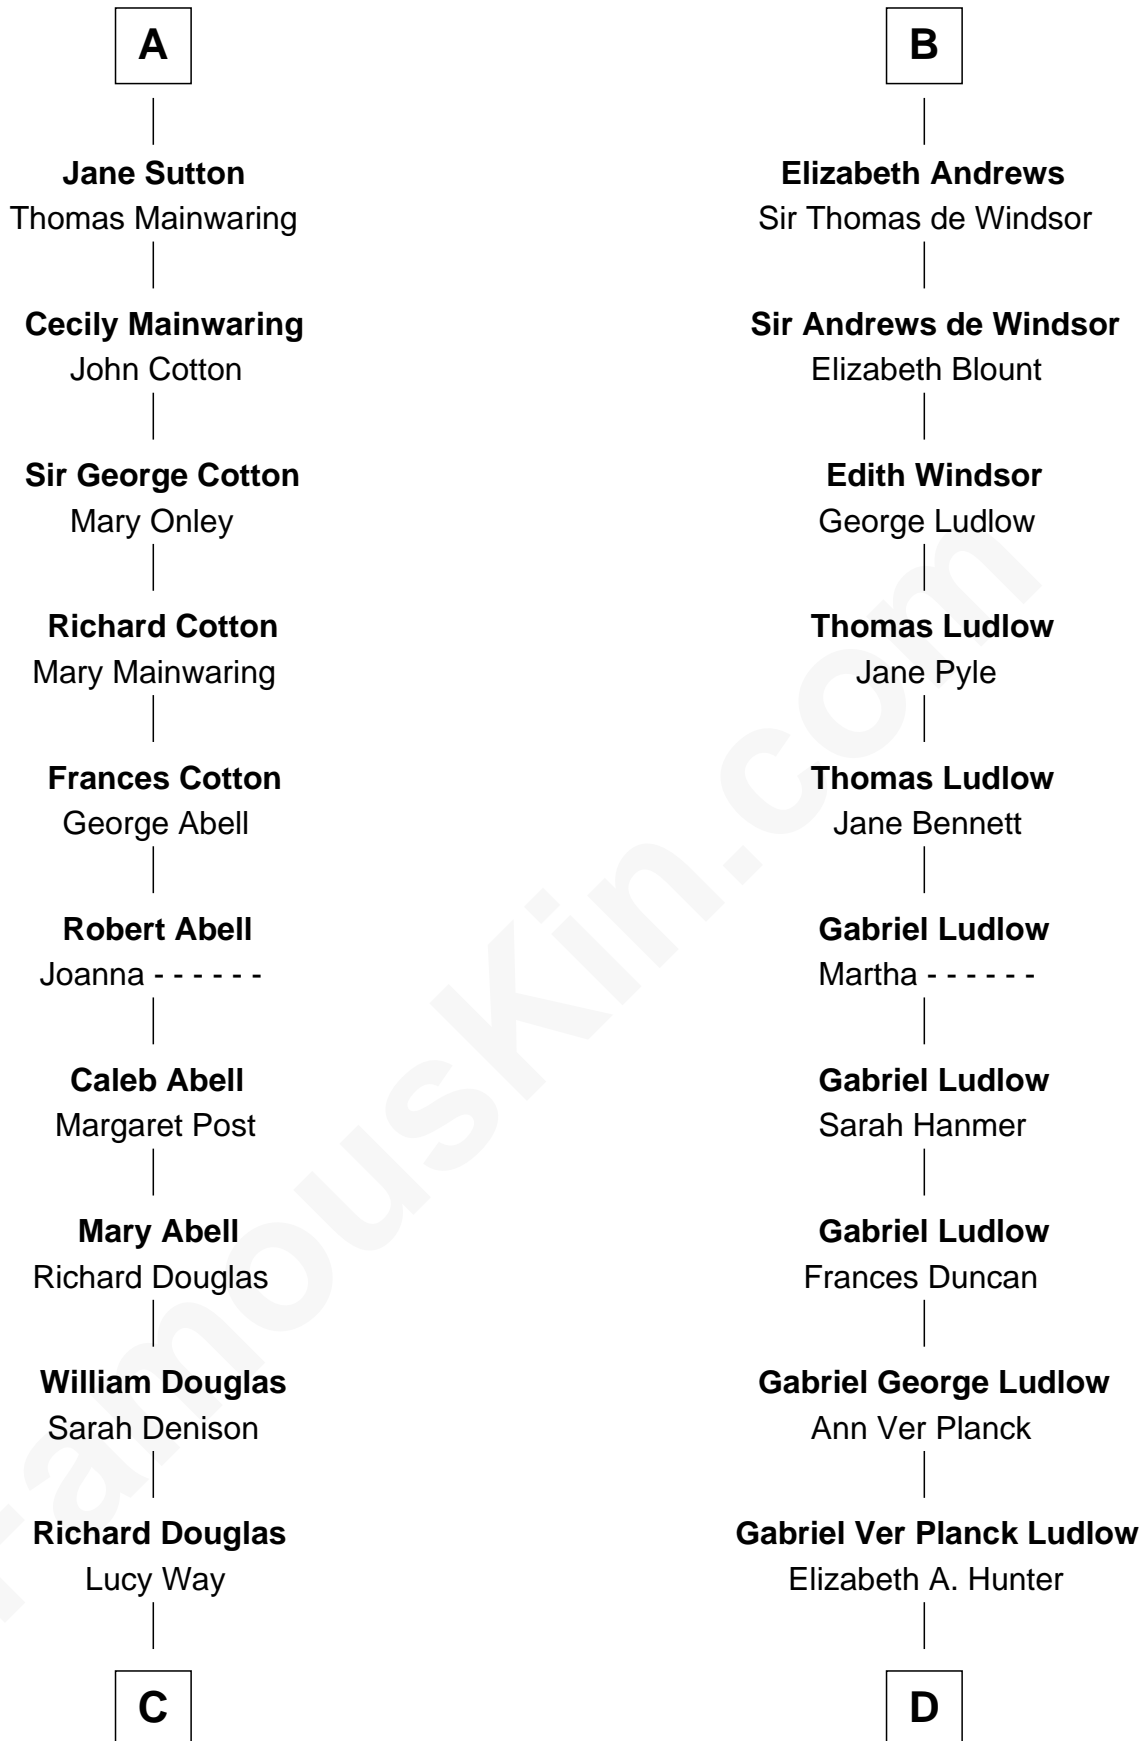 A
Jane Sutton
Thomas Mainwaring
Cecily Mainwaring
John Cotton
Sir George Cotton
Mary Onley
Richard Cotton
Mary Mainwaring
Frances Cotton
George Abell
Robert Abell
Joanna - - - - - -
Caleb Abell
Margaret Post
Mary Abell
Richard Douglas
William Douglas
Sarah Denison
Richard Douglas
Lucy Way
C
B
Elizabeth Andrews
Sir Thomas de Windsor
Sir Andrews de Windsor
Elizabeth Blount
Edith Windsor
George Ludlow
Thomas Ludlow
Jane Pyle
Thomas Ludlow
Jane Bennett
Gabriel Ludlow
Martha - - - - - -
Gabriel Ludlow
Sarah Hanmer
Gabriel Ludlow
Frances Duncan
Gabriel George Ludlow
Ann Ver Planck
Gabriel Ver Planck Ludlow
Elizabeth A. Hunter
D
FamousKin.com